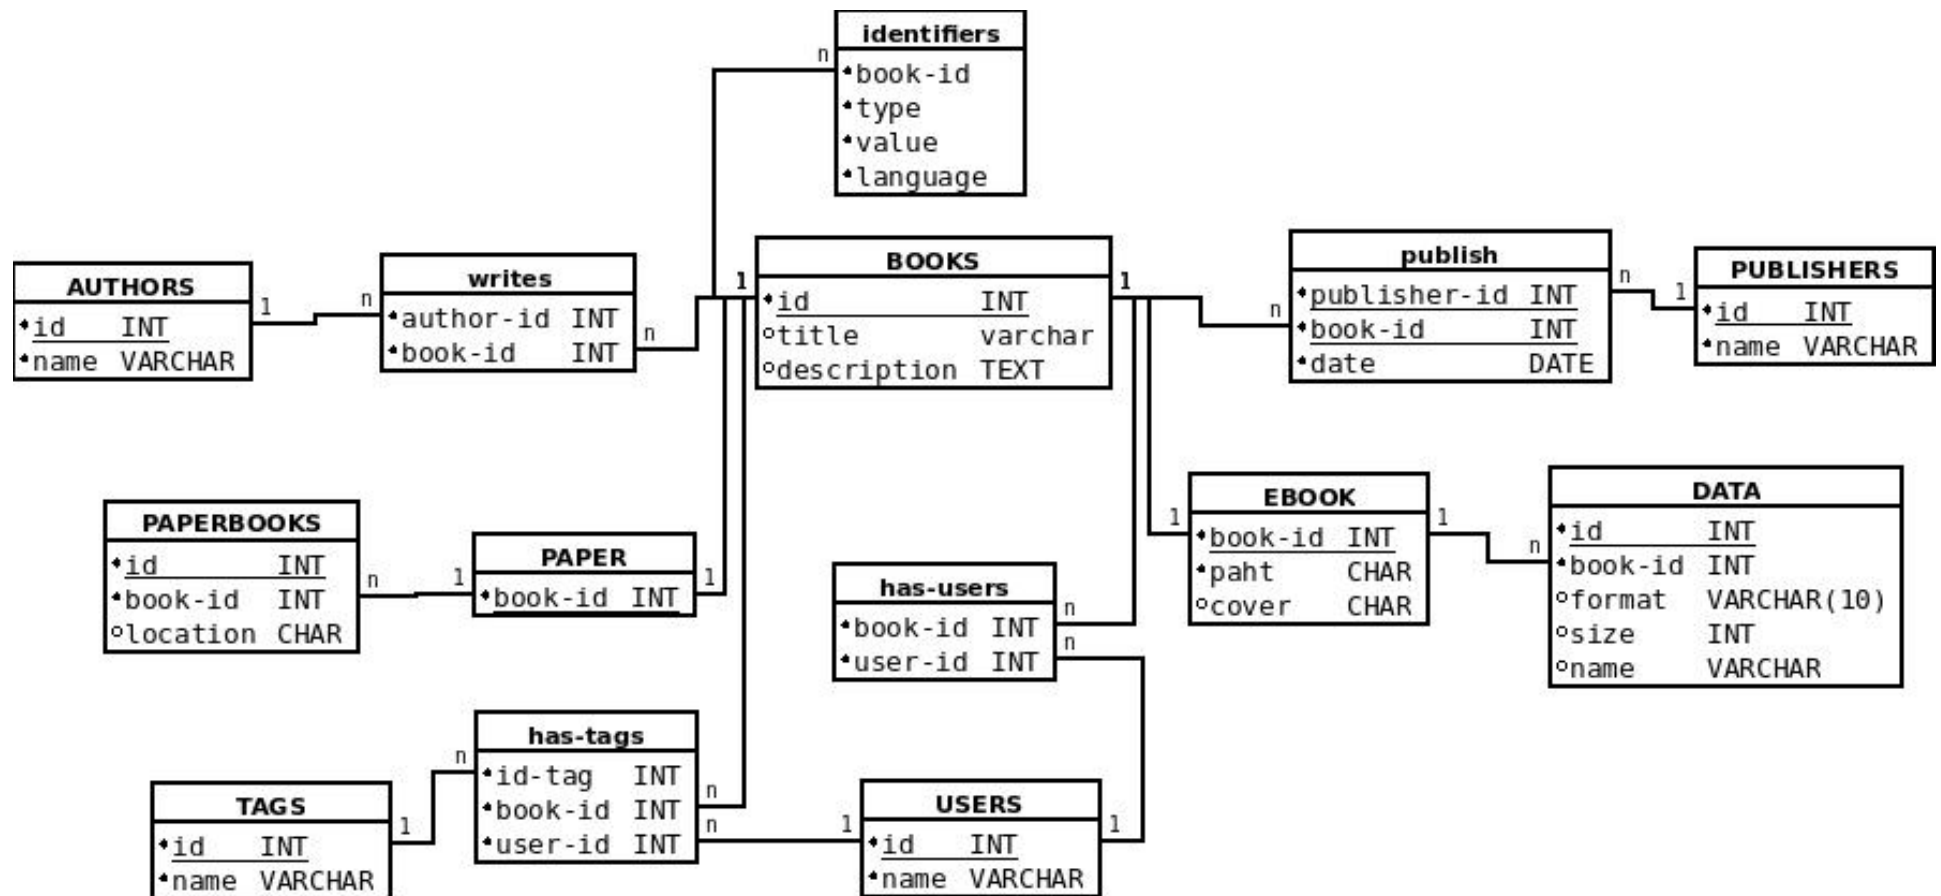 identifiers
book-id
type
value
language
AUTHORS
id INT
name VARCHAR
1
n
writes
author-id INT
book-id INT
n
n
1
BOOKS
id INT
title varchar
description TEXT
1
n
publish
publisher-id INT
book-id INT
date DATE
n
1
PUBLISHERS
id INT
name VARCHAR
PAPERBOOKS
id INT
book-id INT
location CHAR
n
1
PAPER
book-id INT
1
has-users
book-id INT
user-id INT
n
n
1
EBOOK
book-id INT
paht CHAR
cover CHAR
1
n
DATA
id INT
book-id INT
format VARCHAR(10)
size INT
name VARCHAR
TAGS
id INT
name VARCHAR
1
n
has-tags
id-tag INT
book-id INT
user-id INT
n
n
1
USERS
id INT
name VARCHAR
1